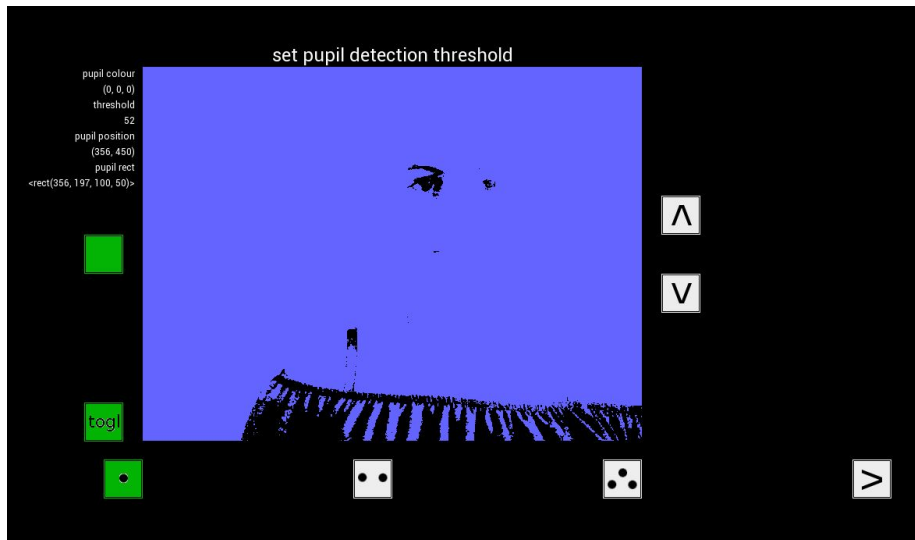 set pupil detection threshold
pupil colour
(0, 0, 0)
threshold
52
pupil position
(356, 450)
pupil rect
<rect(356, 197, 100, 50)>
Λ
V
togl
>